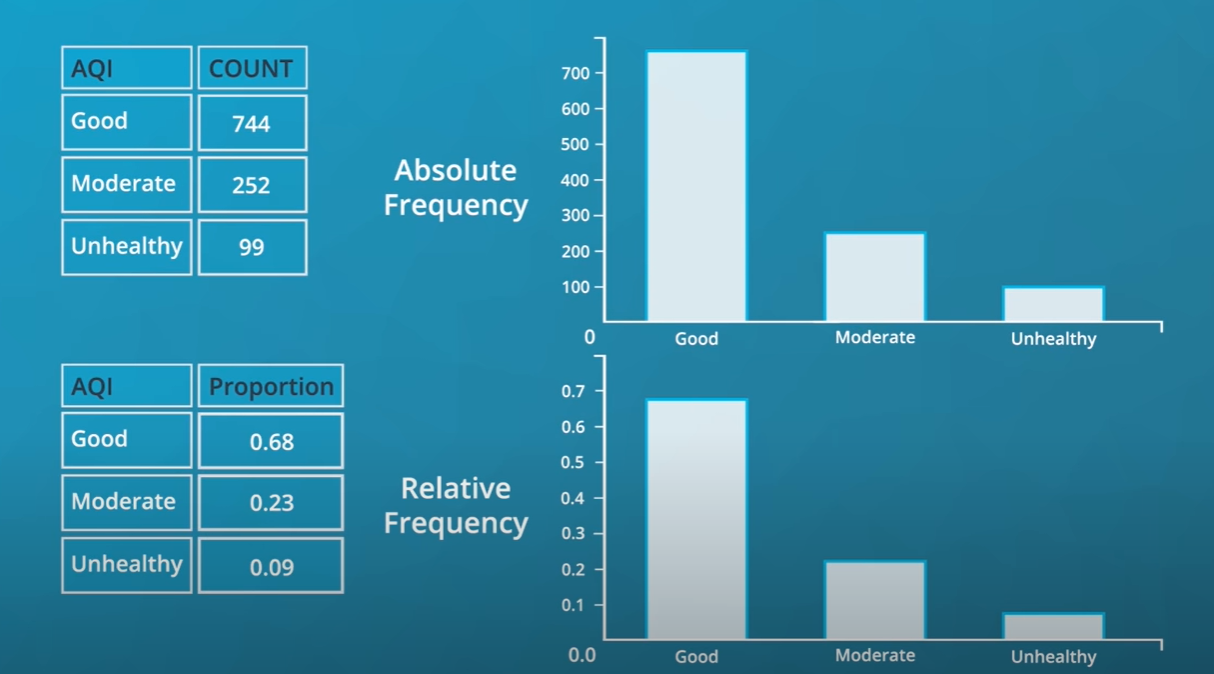 AQI COUNT
Good 744
Moderate 252
Unhealthy 99
Absolute
Frequency
700
600
500
400
300
200
100
0
Good Moderate Unhealthy
AQI Proportion
Good 0.68
Moderate 0.23
Unhealthy 0.09
Relative
Frequency
0.7
0.6
0.5
0.4
0.3
0.2
0.1
0.0
Good Moderate Unhealthy